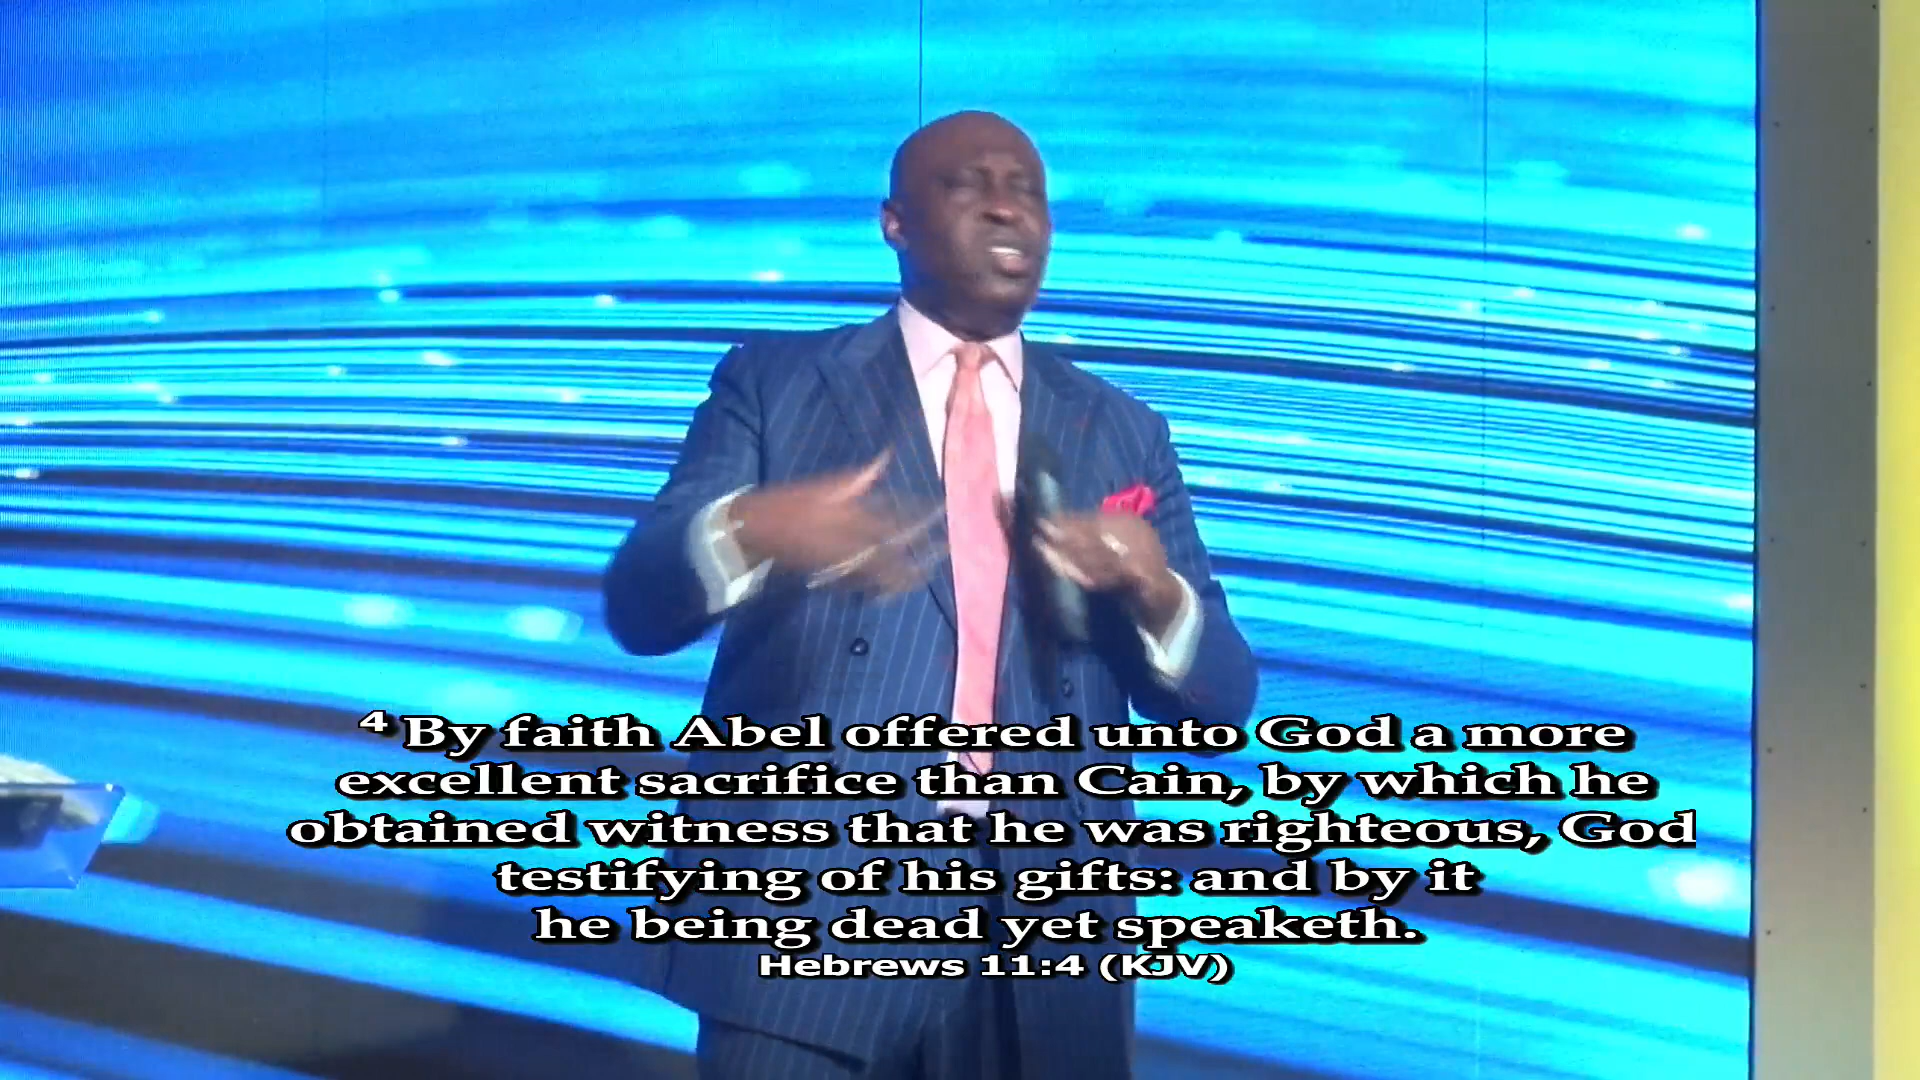 ⁴ By faith Abel offered unto God a more
excellent sacrifice than Cain, by which he
obtained witness that he was righteous, God
testifying of his gifts: and by it
he being dead yet speaketh.
Hebrews 11:4 (KJV)